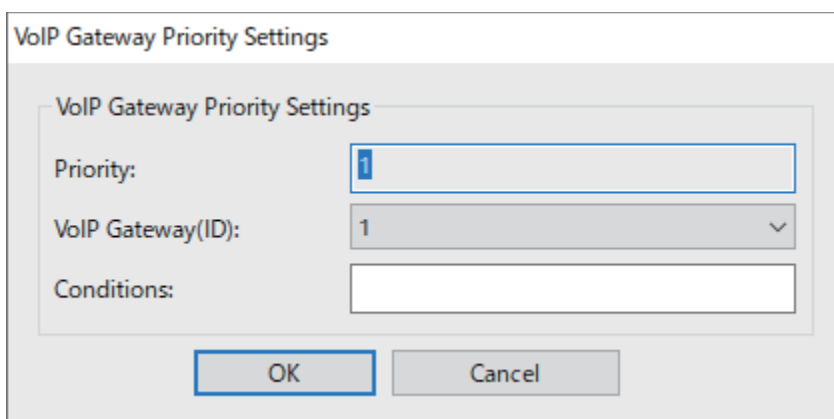 VoIP Gateway Priority Settings
VoIP Gateway Priority Settings
Priority: 1
VoIP Gateway(ID): 1
Conditions:
OK Cancel